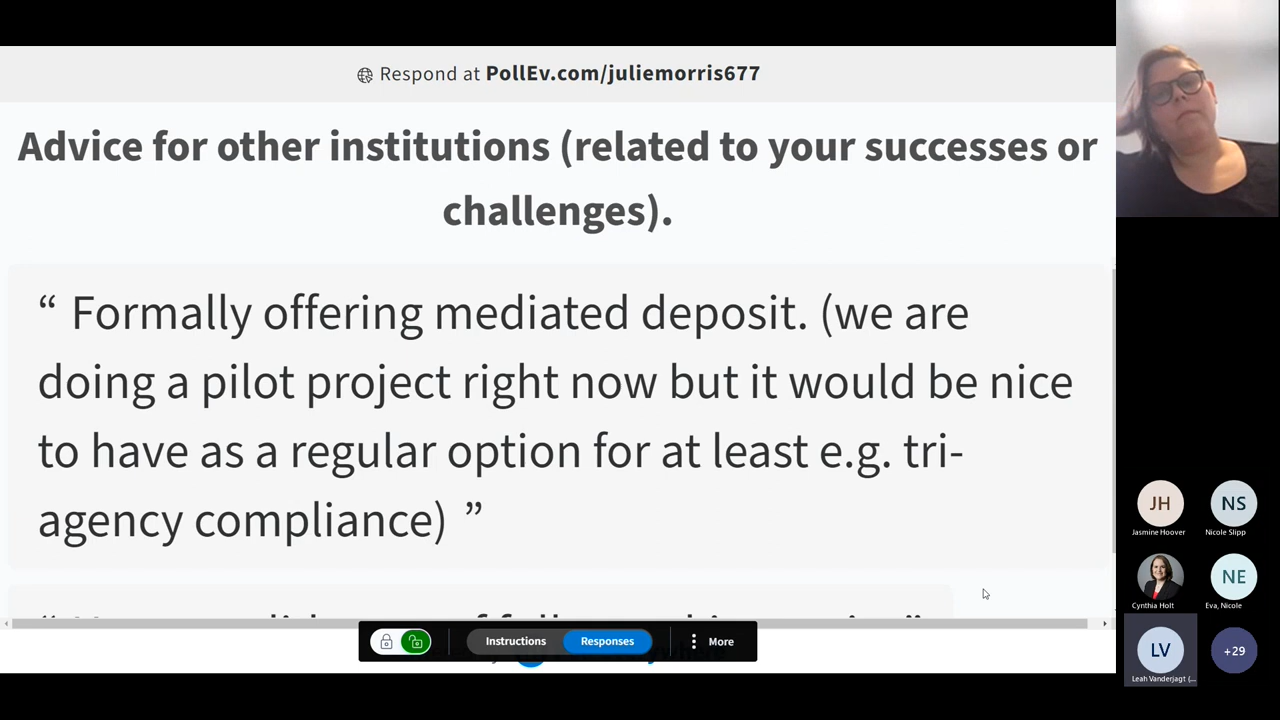 Respond at PollEv.com/juliemorris677
Advice for other institutions (related to your successes or
challenges).
“ Formally offering mediated deposit. (we are
doing a pilot project right now but it would be nice
to have as a regular option for at least e.g. tri-
agency compliance) ”
Instructions
Responses
More
JH
Jasmine Hoover
NS
Nicole Slipp
Cynthia Holt
NE
Eva, Nicole
LV
Leah Vanderjagt (...
+29